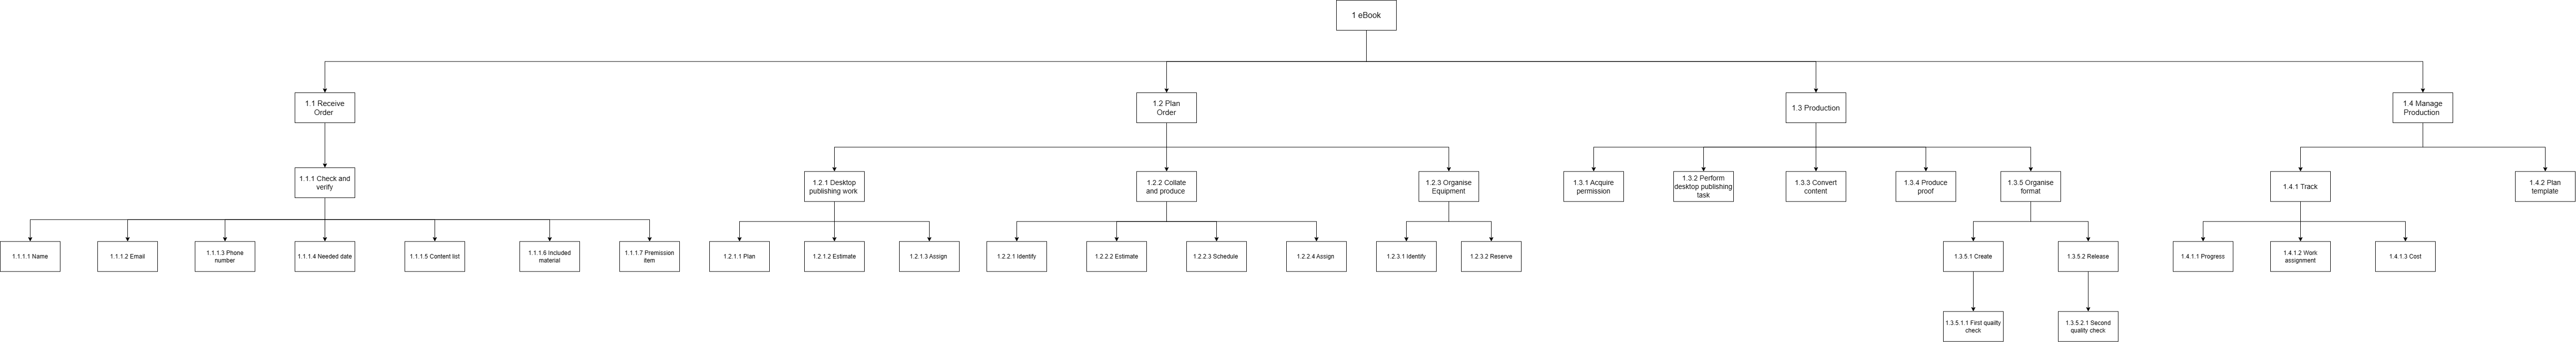 1 eBook
1.1 Receive
Order
1.2 Plan
Order
1.3 Production
1.4 Manage
Production
1.1.1 Check and
verify
1.2.1 Desktop
publishing work
1.2.2 Collate
and produce
1.2.3 Organise
Equipment
1.3.1 Acquire
permission
1.3.2 Perform
desktop publishing
task
1.3.3 Convert
content
1.3.4 Produce
proof
1.3.5 Organise
format
1.4.1 Track
1.4.2 Plan
template
1.1.1.1 Name
1.1.1.2 Email
1.1.1.3 Phone
number
1.1.1.4 Needed date
1.1.1.5 Content list
1.1.1.6 Included
material
1.1.1.7 Premission
item
1.2.1.1 Plan
1.2.1.2 Estimate
1.2.1.3 Assign
1.2.2.1 Identify
1.2.2.2 Estimate
1.2.2.3 Schedule
1.2.2.4 Assign
1.2.3.1 Identify
1.2.3.2 Reserve
1.3.5.1 Create
1.3.5.2 Release
1.4.1.1 Progress
1.4.1.2 Work
assignment
1.4.1.3 Cost
1.3.5.1.1 First quailty
check
1.3.5.2.1 Second
quality check